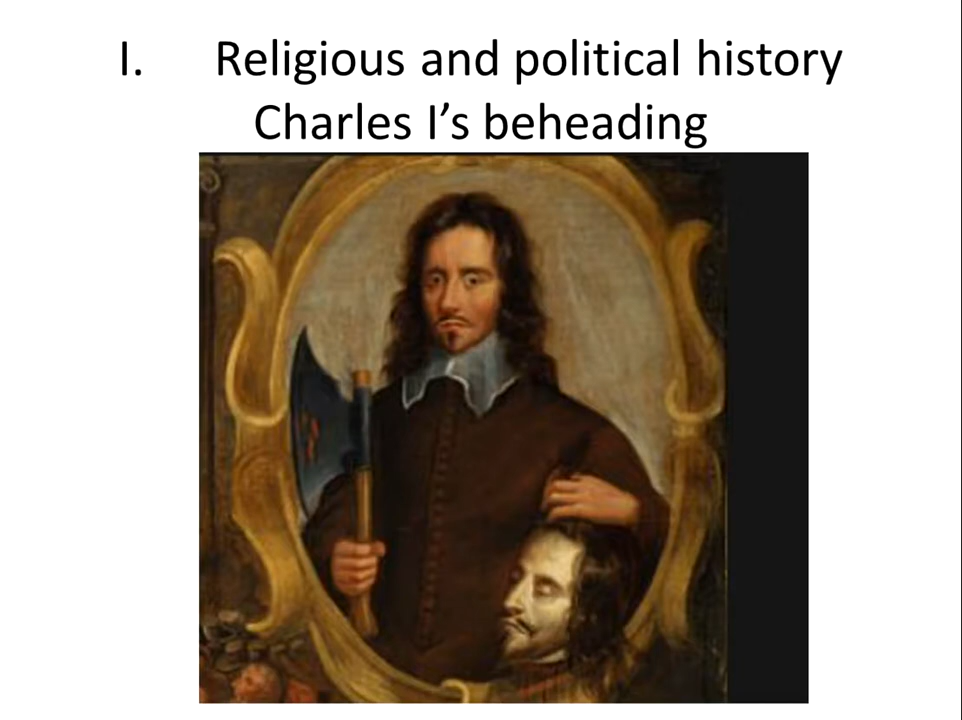 I. Religious and political history
Charles I’s beheading